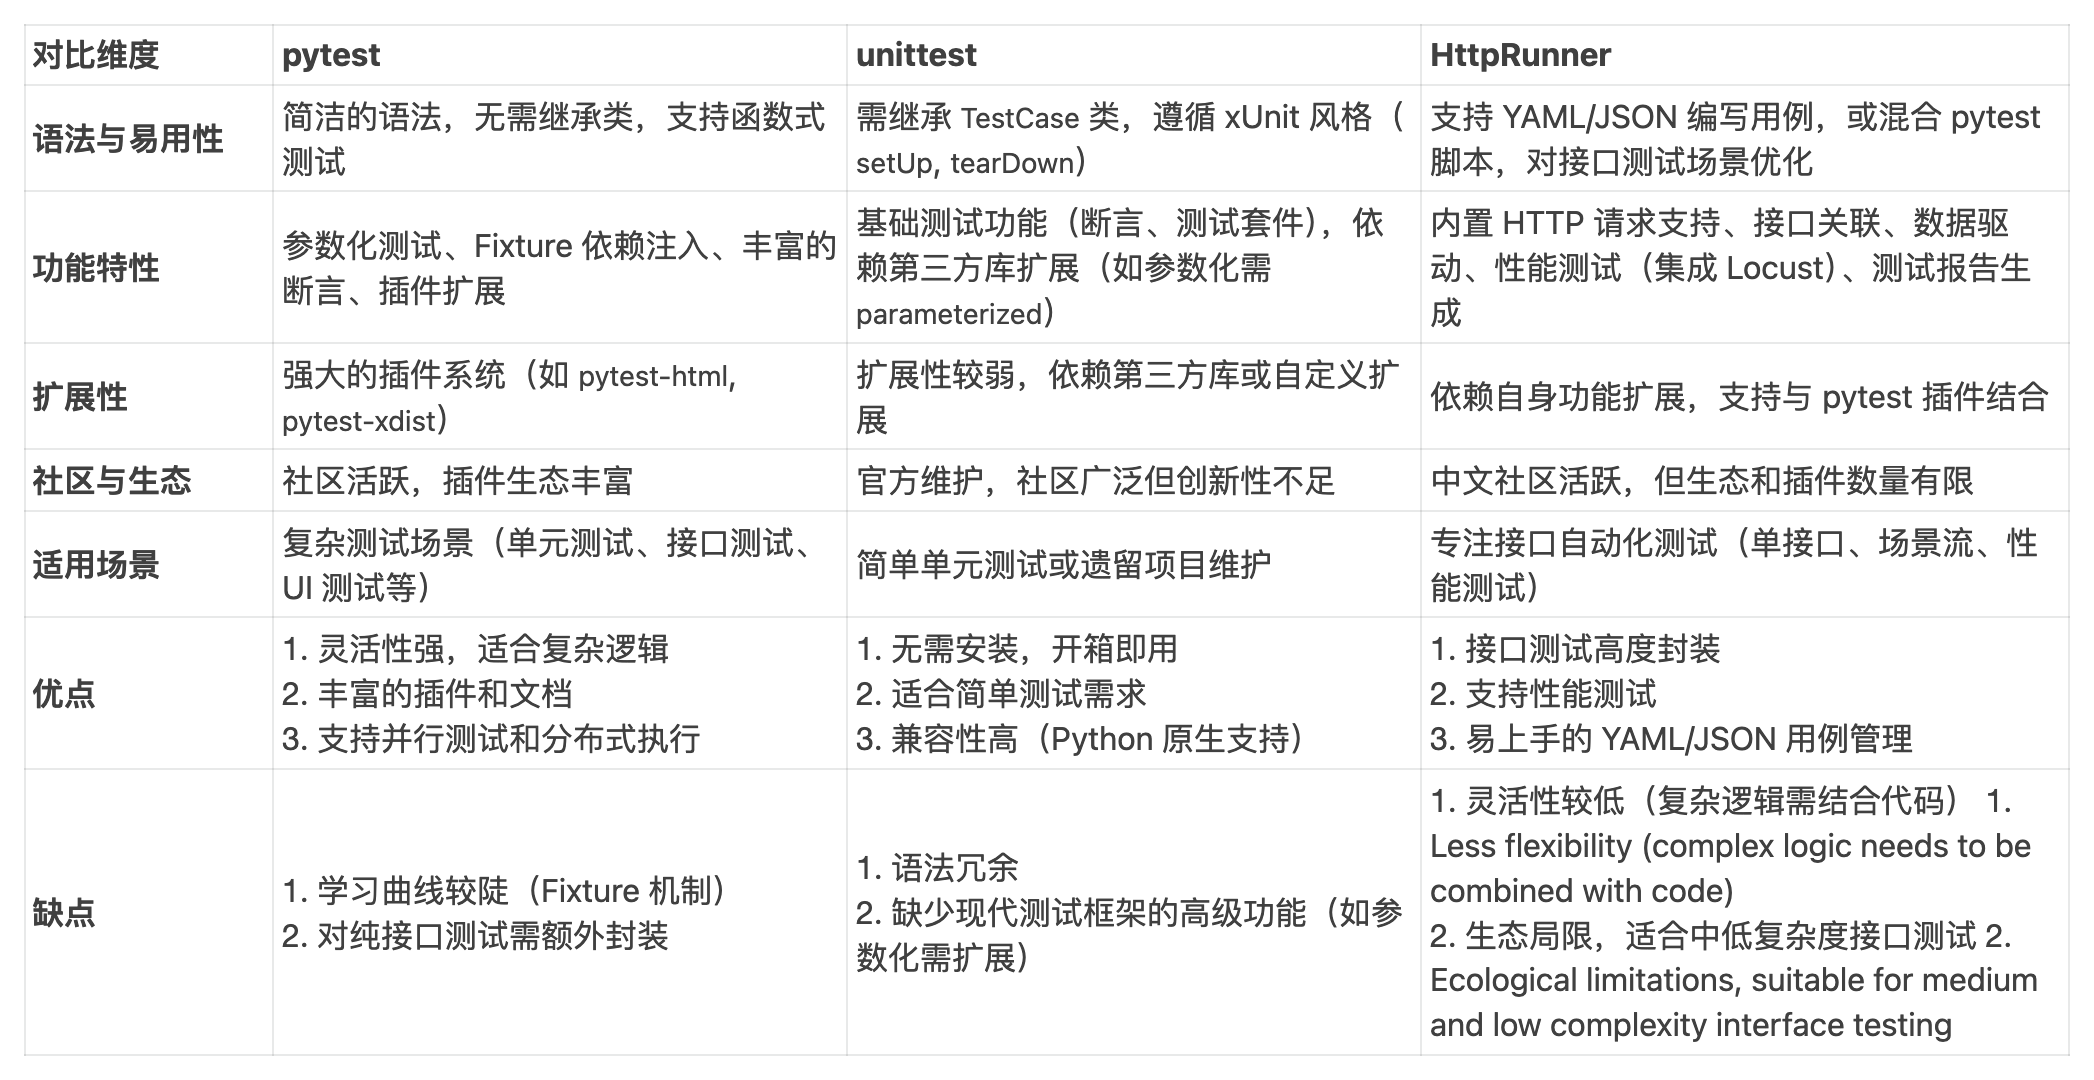 对比维度
pytest
unittest
HttpRunner
语法与易用性
简洁的语法，无需继承类，支持函数式
测试
需继承 TestCase 类，遵循 xUnit 风格（
setUp, tearDown）
支持 YAML/JSON 编写用例，或混合 pytest
脚本，对接口测试场景优化
功能特性
参数化测试、Fixture 依赖注入、丰富的
断言、插件扩展
基础测试功能（断言、测试套件），依
赖第三方库扩展（如参数化需
parameterized）
内置 HTTP 请求支持、接口关联、数据驱
动、性能测试（集成 Locust）、测试报告生
成
扩展性
强大的插件系统（如 pytest-html,
pytest-xdist）
扩展性较弱，依赖第三方库或自定义扩
展
依赖自身功能扩展，支持与 pytest 插件结合
社区与生态
社区活跃，插件生态丰富
官方维护，社区广泛但创新性不足
中文社区活跃，但生态和插件数量有限
适用场景
复杂测试场景（单元测试、接口测试、
UI 测试等）
简单单元测试或遗留项目维护
专注接口自动化测试（单接口、场景流、性
能测试）
优点
1. 灵活性强，适合复杂逻辑
2. 丰富的插件和文档
3. 支持并行测试和分布式执行
1. 无需安装，开箱即用
2. 适合简单测试需求
3. 兼容性高（Python 原生支持）
1. 接口测试高度封装
2. 支持性能测试
3. 易上手的 YAML/JSON 用例管理
缺点
1. 学习曲线较陡（Fixture 机制）
2. 对纯接口测试需额外封装
1. 语法冗余
2. 缺少现代测试框架的高级功能（如参
数化需扩展）
1. 灵活性较低（复杂逻辑需结合代码） 1.
Less flexibility (complex logic needs to be
combined with code)
2. 生态局限，适合中低复杂度接口测试 2.
Ecological limitations, suitable for medium
and low complexity interface testing